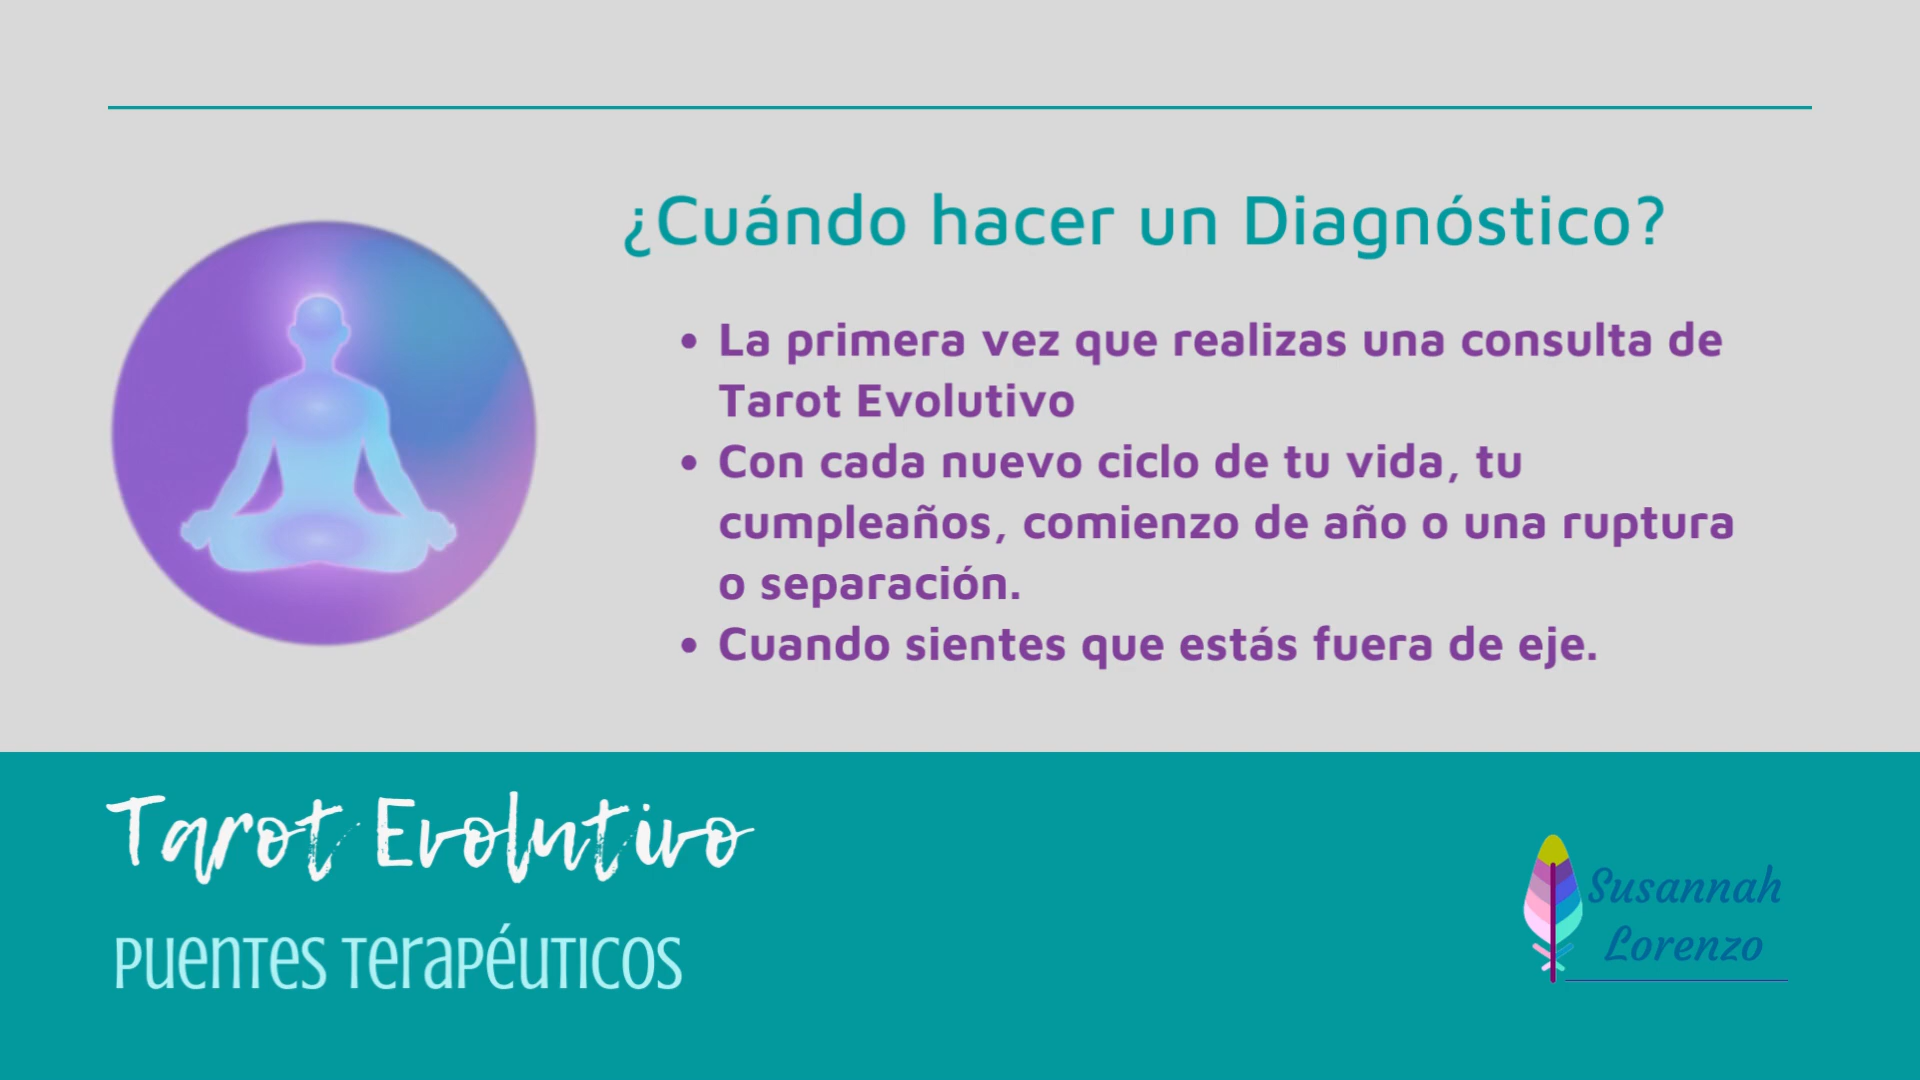 ¿Cuándo hacer un Diagnóstico?
• La primera vez que realizas una consulta de
Tarot Evolutivo
• Con cada nuevo ciclo de tu vida, tu
cumpleaños, comienzo de año o una ruptura
o separación.
• Cuando sientes que estás fuera de eje.
Tarot Evolutivo
Puentes Terapéuticos
Susannah
Lorenzo